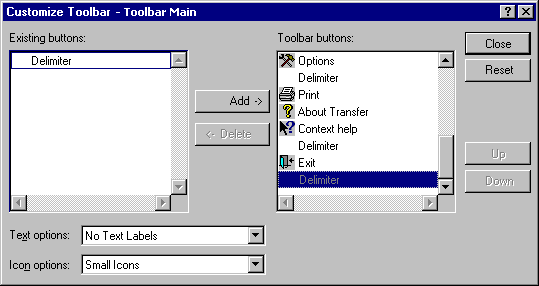 Customize Toolbar - Toolbar Main
Existing buttons:
Delimiter
Add ->
<- Delete
Toolbar buttons:
Options
Delimiter
Print
About Transfer
Context help
Delimiter
Exit
Delimiter
Close
Reset
Up
Down
Text options:
No Text Labels
Icon options:
Small Icons